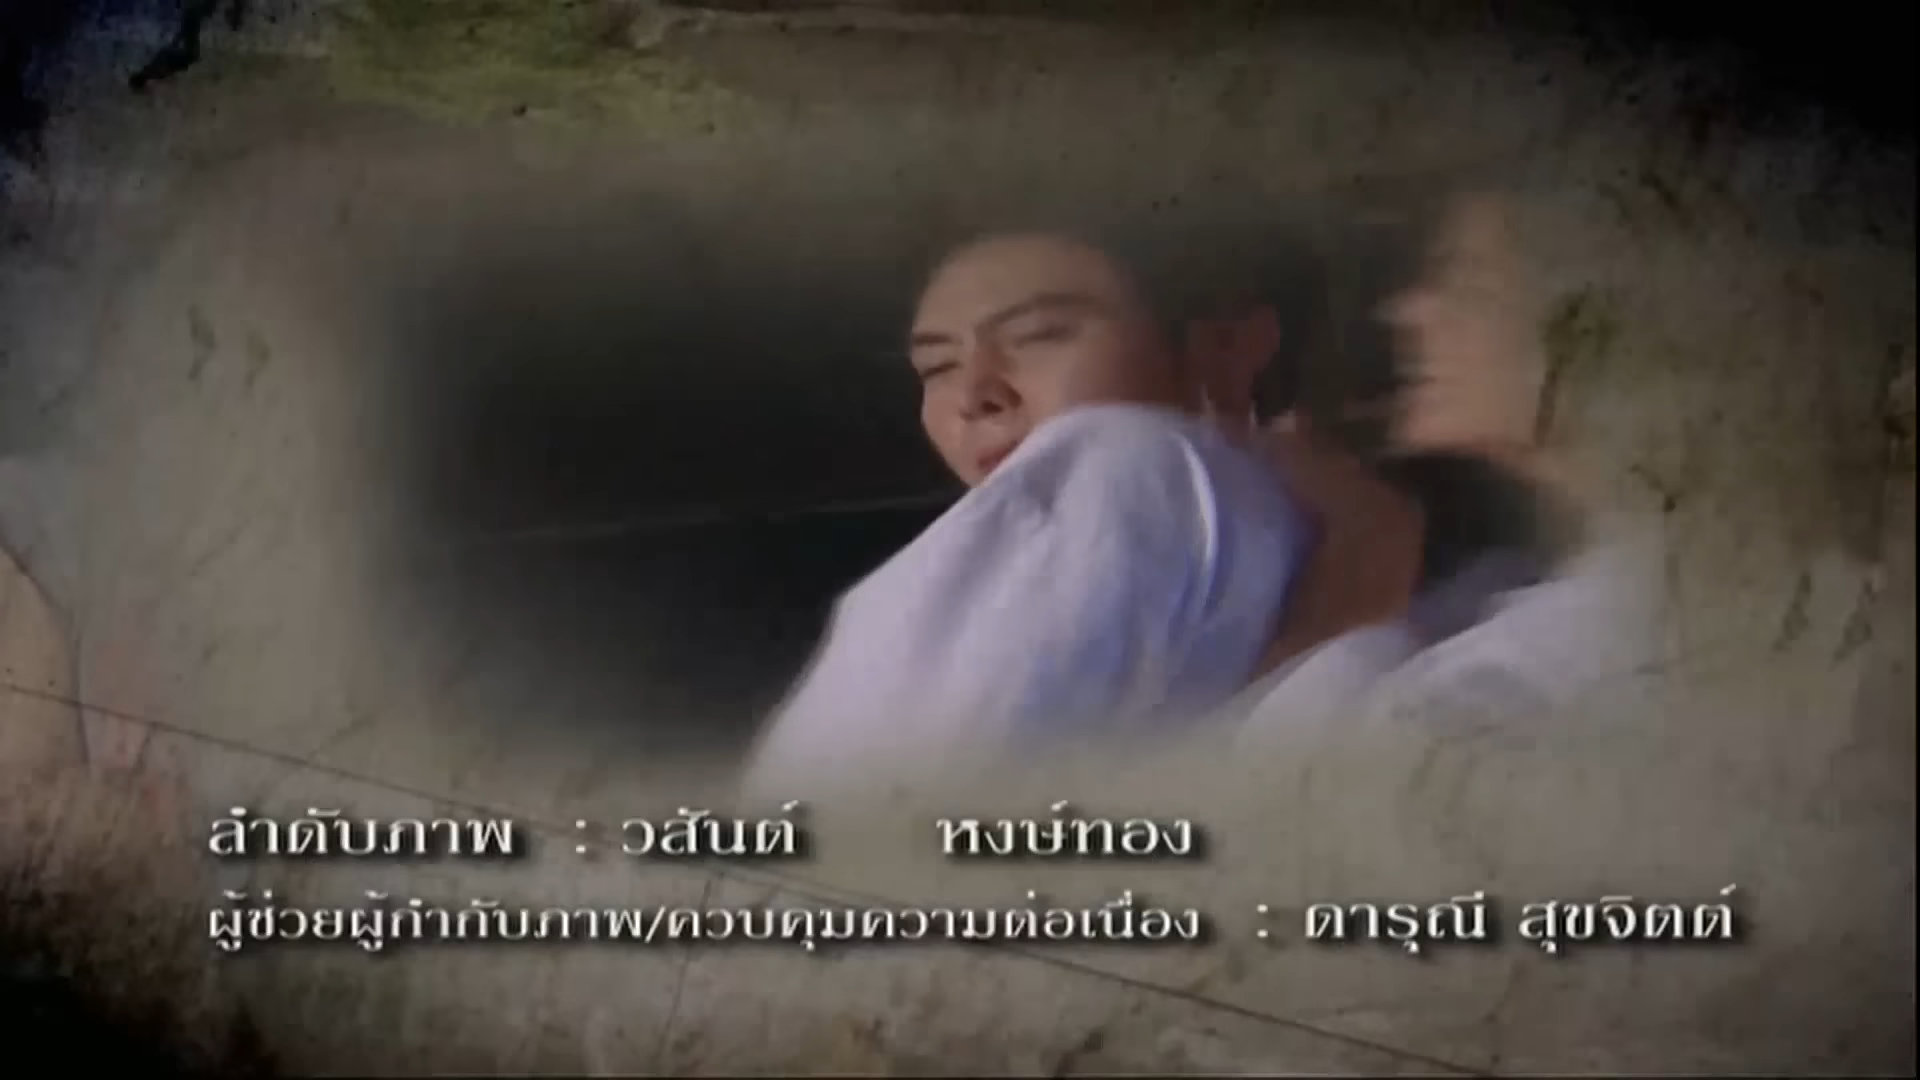 ลำดับภาพ : วสันต์ หงษ์ทอง
ผู้ช่วยผู้กำกับภาพ/ควบคุมความต่อเนื่อง : ดารุณี สุขจิตต์